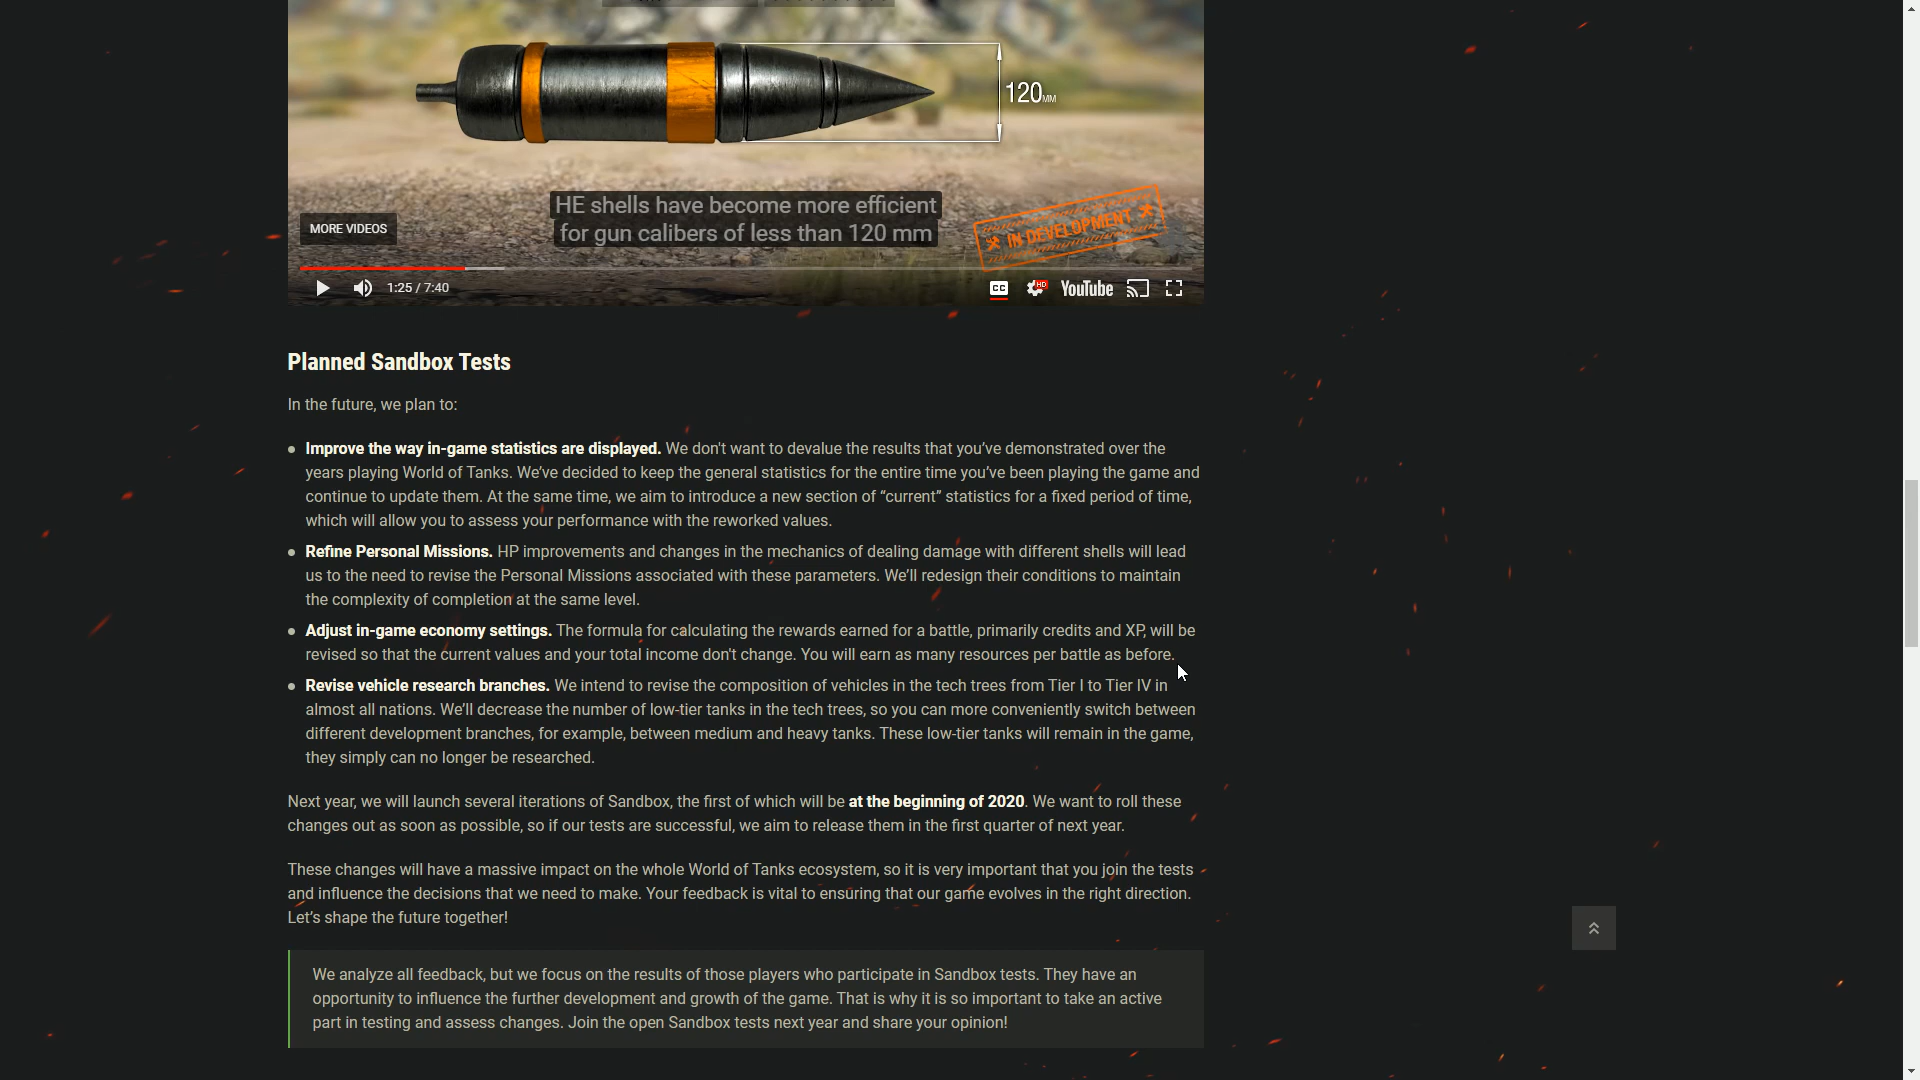 120MM
HE shells have become more efficient
for gun calibers of less than 120 mm
IN DEVELOPMENT
MORE VIDEOS
1:25 / 7:40
CC
HD
YouTube
Planned Sandbox Tests
In the future, we plan to:
Improve the way in-game statistics are displayed. We don't want to devalue the results that you’ve demonstrated over the
years playing World of Tanks. We’ve decided to keep the general statistics for the entire time you’ve been playing the game and
continue to update them. At the same time, we aim to introduce a new section of “current” statistics for a fixed period of time,
which will allow you to assess your performance with the reworked values.
Refine Personal Missions. HP improvements and changes in the mechanics of dealing damage with different shells will lead
us to the need to revise the Personal Missions associated with these parameters. We’ll redesign their conditions to maintain
the complexity of completion at the same level.
Adjust in-game economy settings. The formula for calculating the rewards earned for a battle, primarily credits and XP, will be
revised so that the current values and your total income don't change. You will earn as many resources per battle as before.
Revise vehicle research branches. We intend to revise the composition of vehicles in the tech trees from Tier I to Tier IV in
almost all nations. We’ll decrease the number of low-tier tanks in the tech trees, so you can more conveniently switch between
different development branches, for example, between medium and heavy tanks. These low-tier tanks will remain in the game,
they simply can no longer be researched.
Next year, we will launch several iterations of Sandbox, the first of which will be at the beginning of 2020. We want to roll these
changes out as soon as possible, so if our tests are successful, we aim to release them in the first quarter of next year.
These changes will have a massive impact on the whole World of Tanks ecosystem, so it is very important that you join the tests
and influence the decisions that we need to make. Your feedback is vital to ensuring that our game evolves in the right direction.
Let’s shape the future together!
We analyze all feedback, but we focus on the results of those players who participate in Sandbox tests. They have an
opportunity to influence the further development and growth of the game. That is why it is so important to take an active
part in testing and assess changes. Join the open Sandbox tests next year and share your opinion!